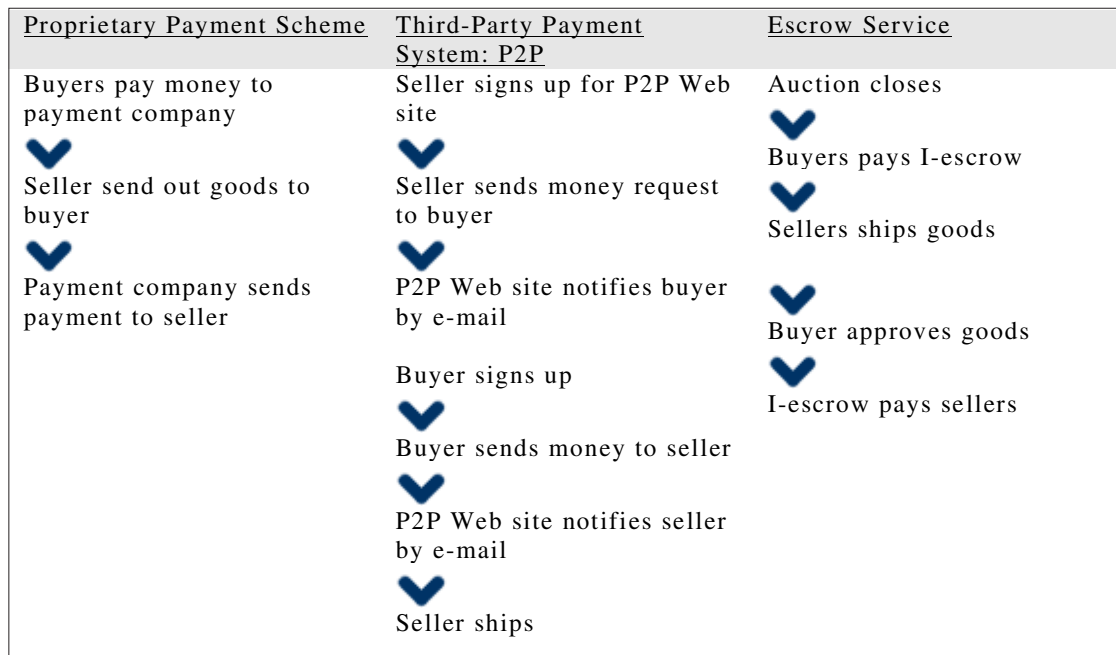 Proprietary Payment Scheme
Buyers pay money to
payment company
Seller send out goods to
buyer
Payment company sends
payment to seller
Third-Party Payment
System: P2P
Seller signs up for P2P Web
site
Seller sends money request
to buyer
P2P Web site notifies buyer
by e-mail
Buyer signs up
Buyer sends money to seller
P2P Web site notifies seller
by e-mail
Seller ships
Escrow Service
Auction closes
Buyers pays I-escrow
Sellers ships goods
Buyer approves goods
I-escrow pays sellers